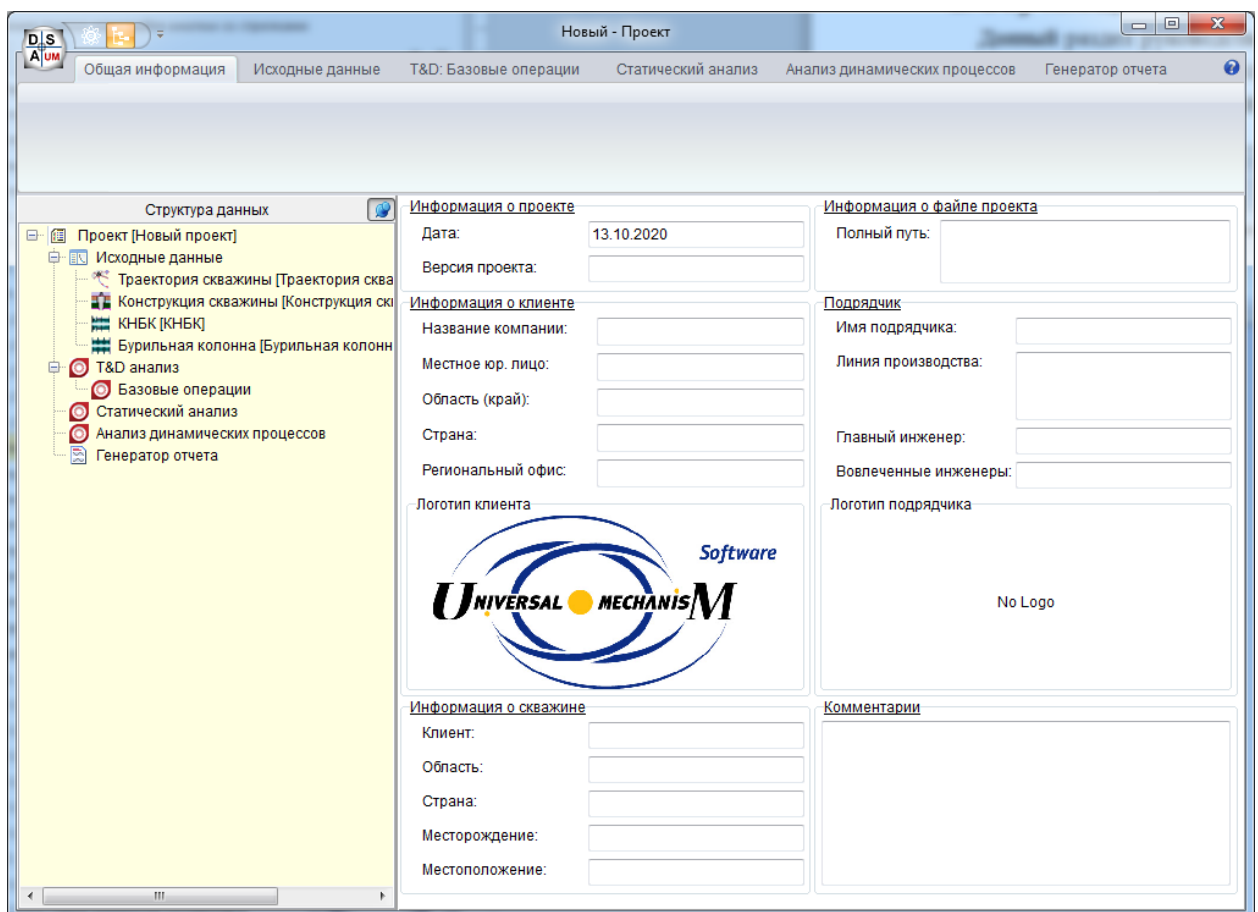 Новый - Проект
D S
A UM
Общая информация Исходные данные T&D: Базовые операции Статический анализ Анализ динамических процессов Генератор отчета
Структура данных
Проект [Новый проект]
Исходные данные
Траектория скважины [Траектория сква
Конструкция скважины [Конструкция скв
КНБК [КНБК]
Бурильная колонна [Бурильная колонн
T&D анализ
Базовые операции
Статический анализ
Анализ динамических процессов
Генератор отчета
Информация о проекте
Дата: 13.10.2020
Версия проекта:
Информация о файле проекта
Полный путь:
Информация о клиенте
Название компании:
Местное юр. лицо:
Область (край):
Страна:
Региональный офис:
Подрядчик
Имя подрядчика:
Линия производства:
Главный инженер:
Вовлеченные инженеры:
Логотип клиента
Software
UNIVERSAL MECHANISM
Логотип подрядчика
No Logo
Информация о скважине
Клиент:
Область:
Страна:
Месторождение:
Местоположение:
Комментарии